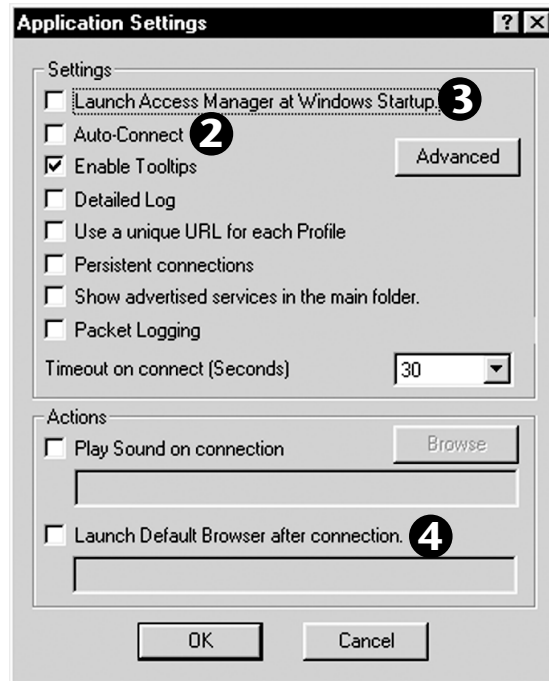 Application Settings
Settings
Launch Access Manager at Windows Startup. 3
Auto-Connect 2
Advanced
Enable Tooltips
Detailed Log
Use a unique URL for each Profile
Persistent connections
Show advertised services in the main folder.
Packet Logging
Timeout on connect (Seconds) 30
Actions
Play Sound on connection Browse
Launch Default Browser after connection. 4
OK Cancel